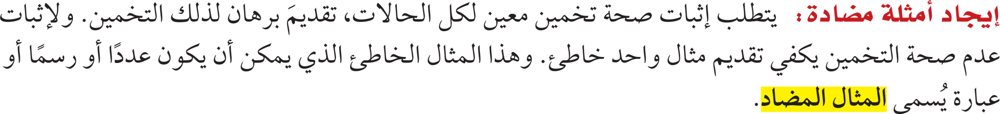 إيجاد أمثلة مضادة: يتطلب إثبات صحة تخمين معين لكل الحالات، تقديمَ برهان لذلك التخمين. ولإثبات
عدم صحة التخمين يكفي تقديم مثال واحد خاطئ. وهذا المثال الخاطئ الذي يمكن أن يكون عددًا أو رسمًا أو
عبارة يُسمى المثال المضاد.